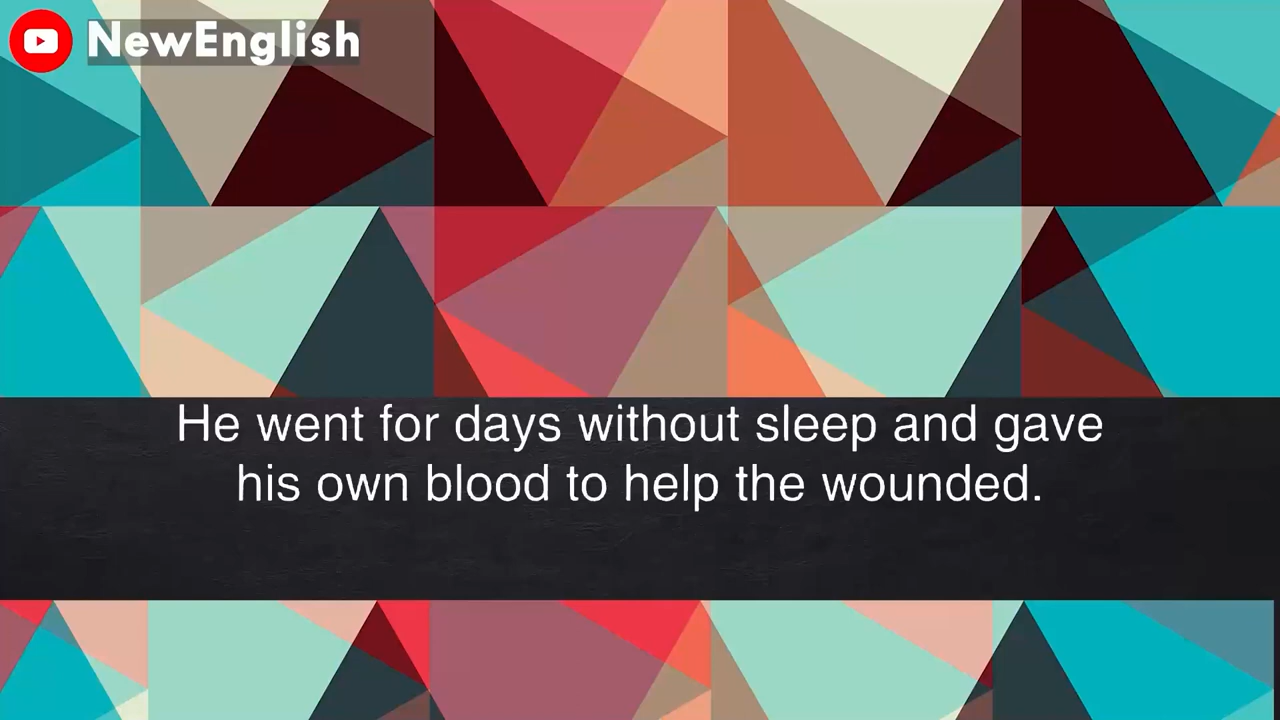 NewEnglish
He went for days without sleep and gave
his own blood to help the wounded.